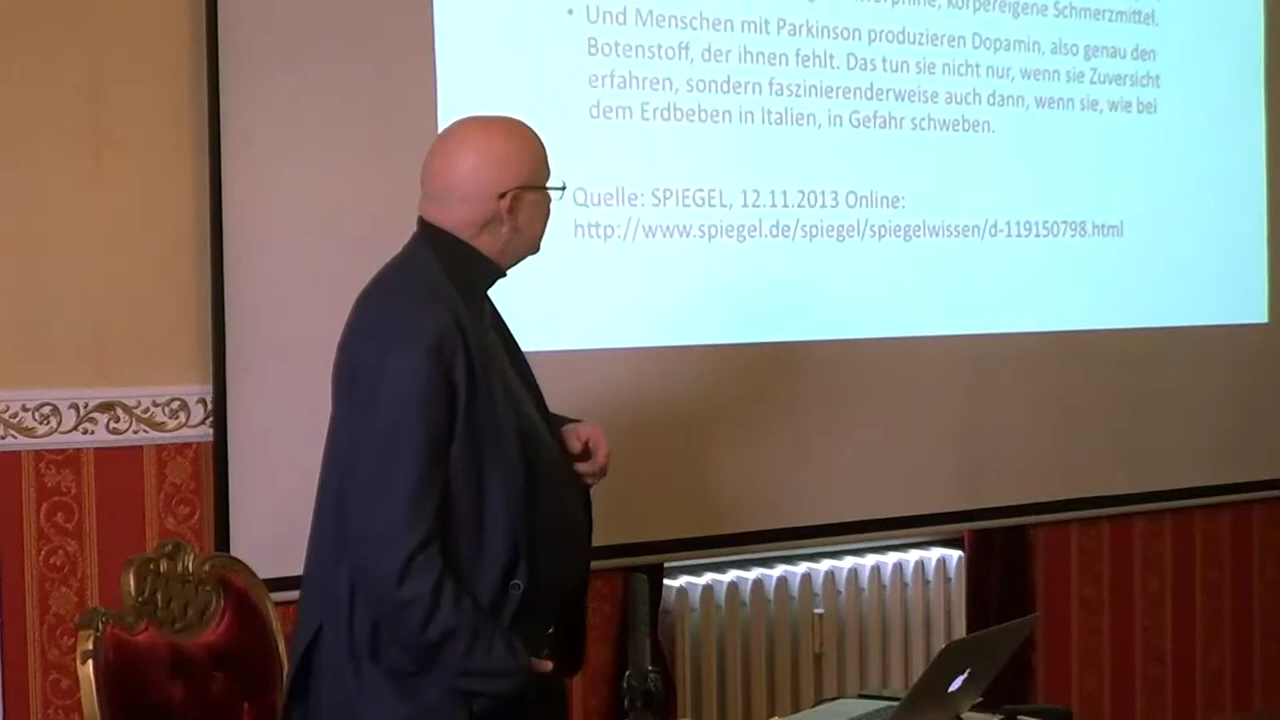 körpereigene Schmerzmittel.
• Und Menschen mit Parkinson produzieren Dopamin, also genau den
Botenstoff, der ihnen fehlt. Das tun sie nicht nur, wenn sie Zuversicht
erfahren, sondern faszinierenderweise auch dann, wenn sie, wie bei
dem Erdbeben in Italien, in Gefahr schweben.
Quelle: SPIEGEL, 12.11.2013 Online:
http://www.spiegel.de/spiegel/spiegelwissen/d-119150798.html